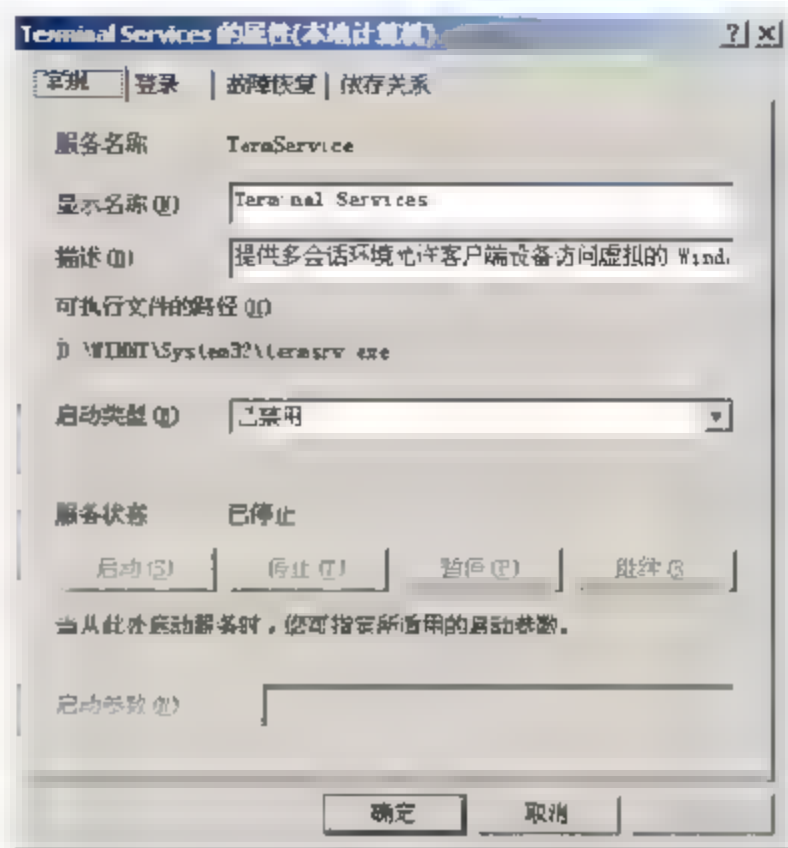 Terminal Services 的属性(本地计算机)
常规 登录 故障恢复 依存关系
服务名称 TermService
显示名称(N) Terminal Services
描述(D) 提供多会话环境允许客户端设备访问虚拟的 Wind
可执行文件的路径(H)
D \WINNT\System32\termsrv exe
启动类型(E) 已禁用
服务状态 已停止
启动(S) 停止(T) 暂停(P) 继续(R
当从此处启动服务时，您可指定所适用的启动参数。
启动参数(M)
确定 取消